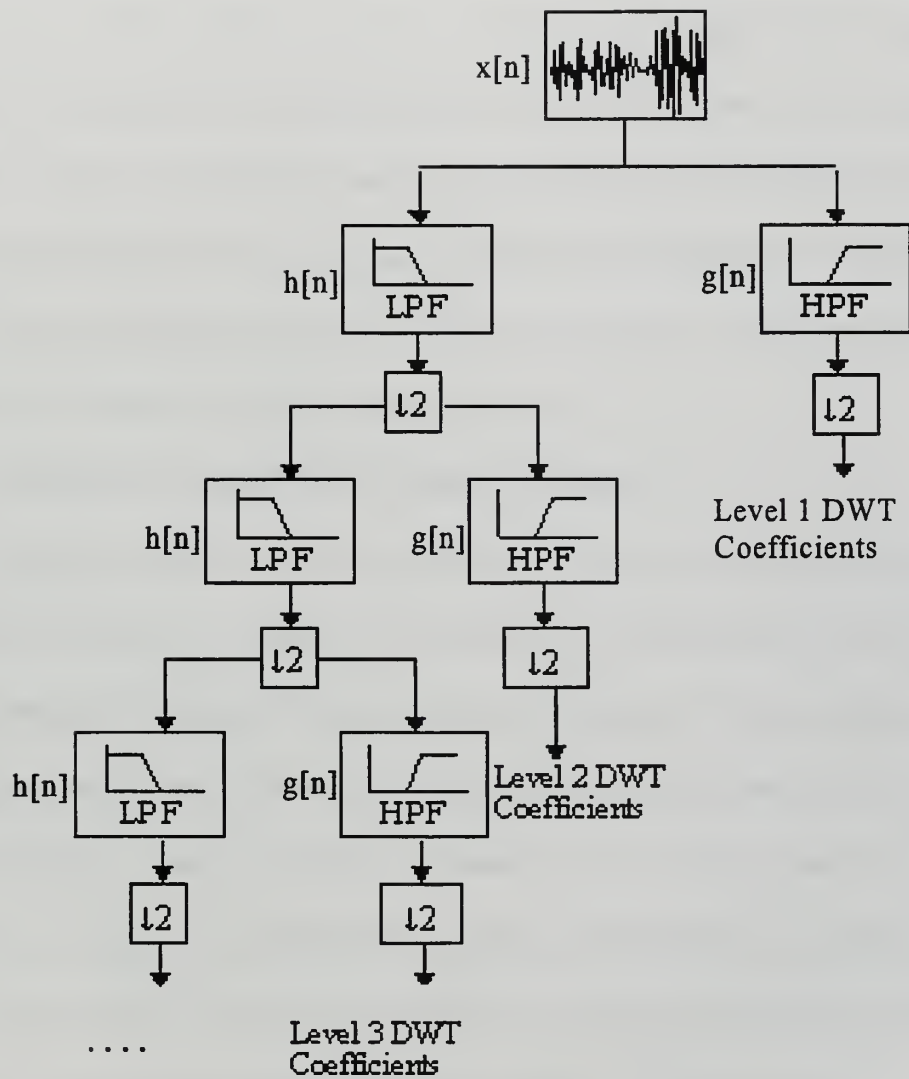 x[n]
h[n]
LPF
g[n]
HPF
↓2
↓2
h[n]
LPF
g[n]
HPF
Level 1 DWT
Coefficients
↓2
↓2
h[n]
LPF
g[n]
HPF
Level 2 DWT
Coefficients
↓2
↓2
....
Level 3 DWT
Coefficients